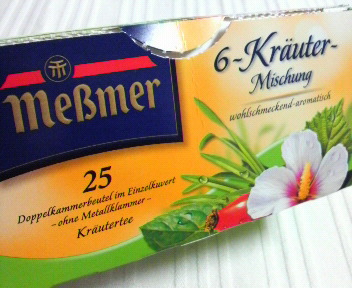 Meßmer
6-Kräuter-
Mischung
wohlschmeckend-aromatisch
25
Doppelkammerbeutel im Einzelkuvert
- ohne Metallklammer -
Kräutertee